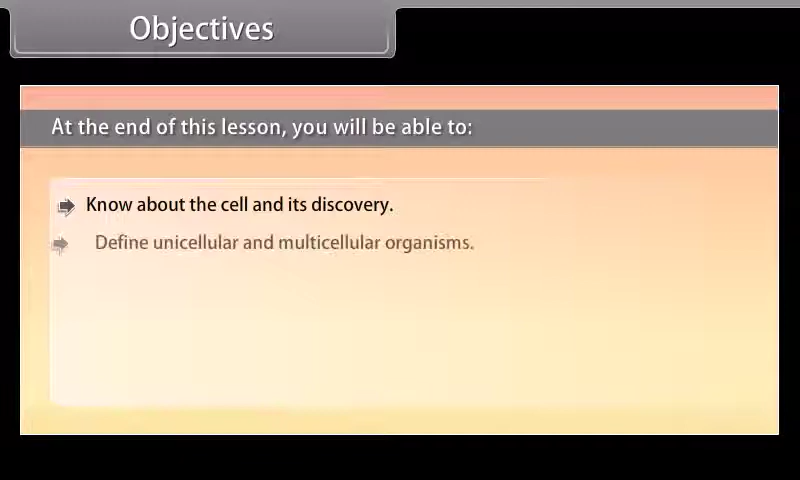 Objectives
At the end of this lesson, you will be able to:
Know about the cell and its discovery.
Define unicellular and multicellular organisms.